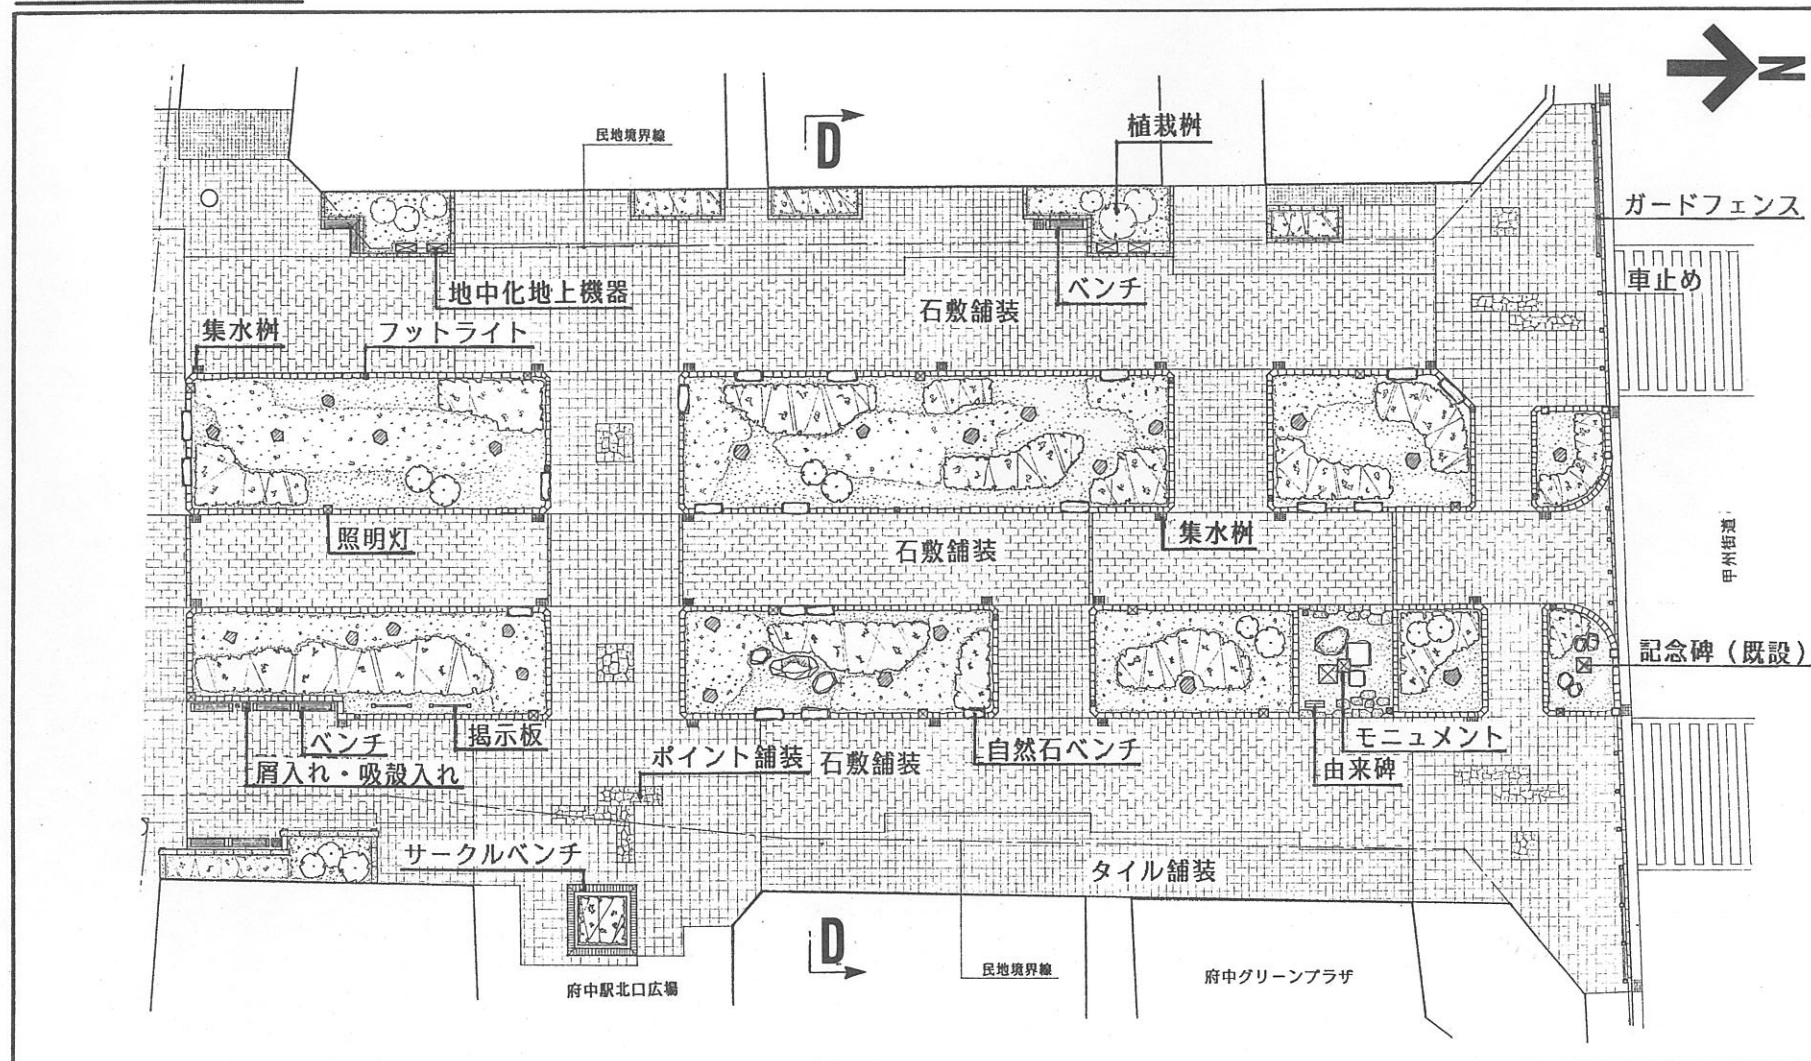 N
民地境界線
D
植栽桝
ガードフェンス
地中化地上機器
ベンチ
石敷舗装
車止め
集水桝
フットライト
照明灯
石敷舗装
集水桝
甲州街道
記念碑（既設）
ベンチ
掲示板
ポイント舗装
石敷舗装
自然石ベンチ
モニュメント
屑入れ・吸殻入れ
由来碑
サークルベンチ
タイル舗装
D
府中駅北口広場
民地境界線
府中グリーンプラザ